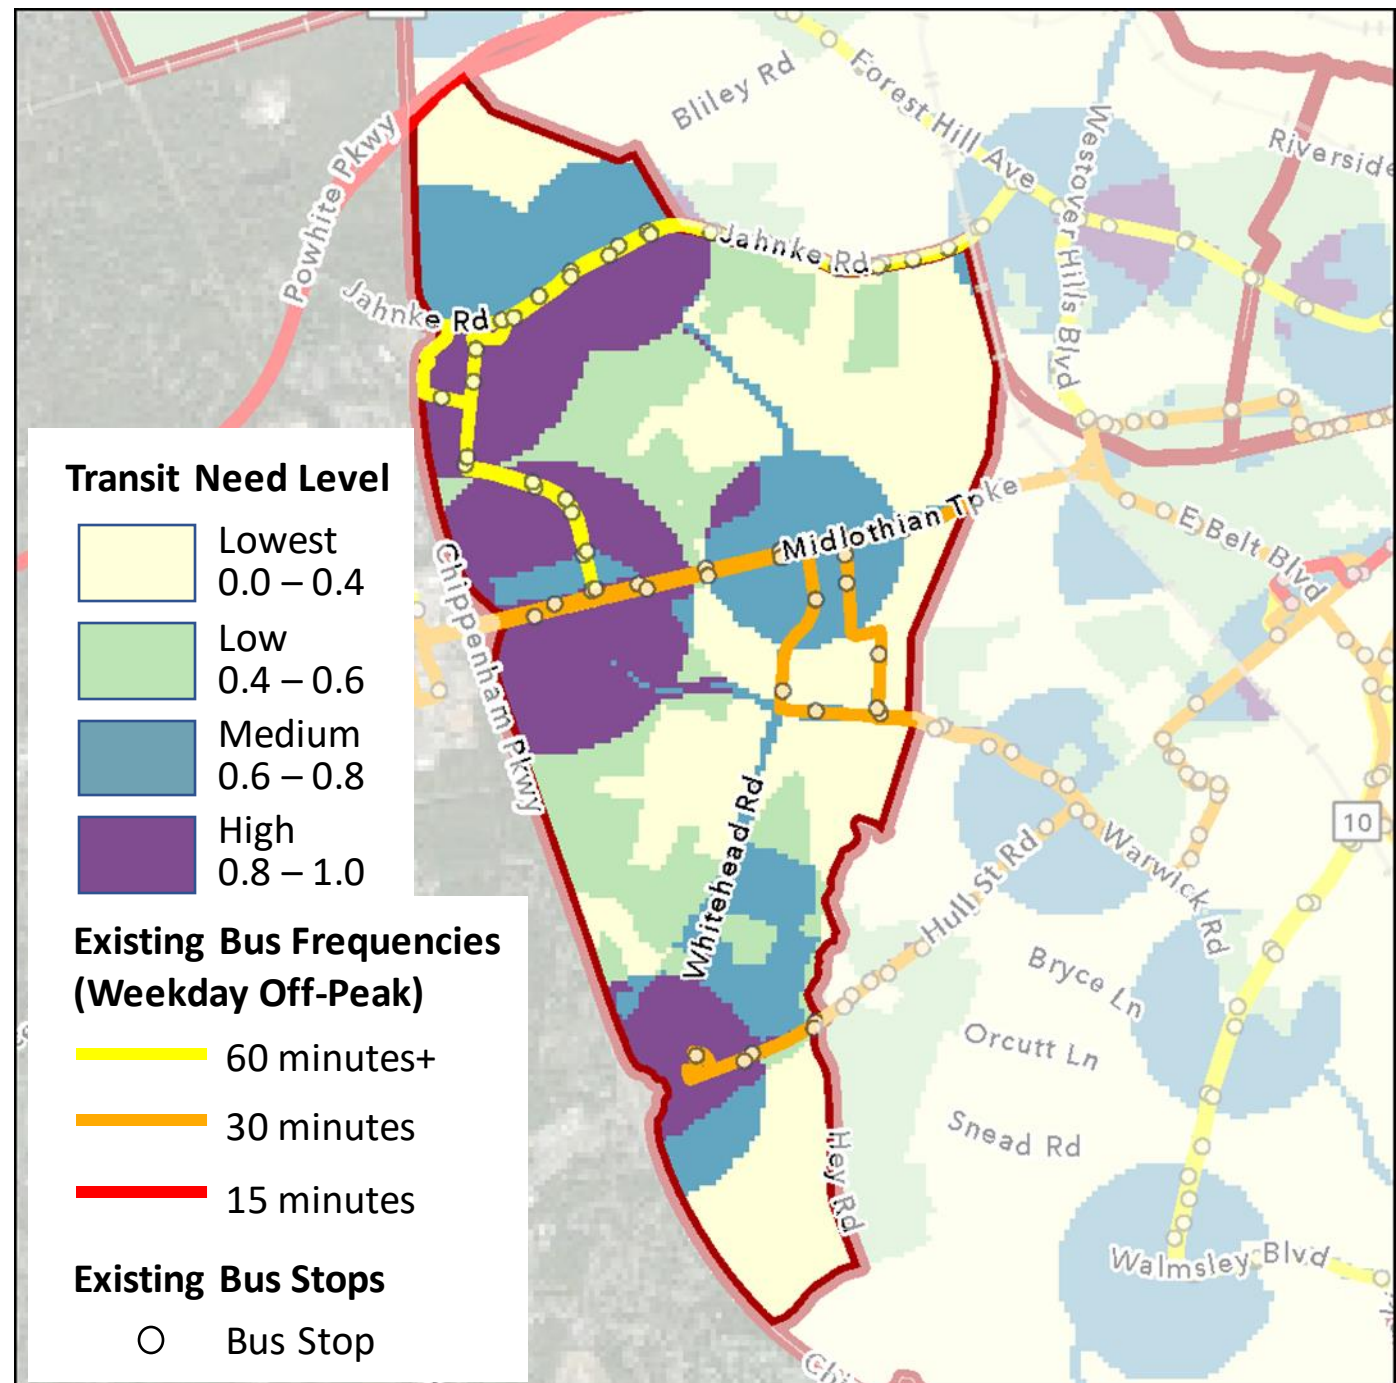 Bliley Rd
Forest Hill Ave
Westover Hills Blvd
Riverside
Powhite Pkwy
Jahnke Rd
Jahnke Rd
Midlothian Tpke
E Belt Blvd
Chippenham Pkwy
Whitehead Rd
Hull St Rd
Warwick Rd
10
Bryce Ln
Orcutt Ln
Snead Rd
Hey Rd
Walmsley Blvd
Chi
Transit Need Level
Lowest
0.0 – 0.4
Low
0.4 – 0.6
Medium
0.6 – 0.8
High
0.8 – 1.0
Existing Bus Frequencies
(Weekday Off-Peak)
60 minutes+
30 minutes
15 minutes
Existing Bus Stops
Bus Stop